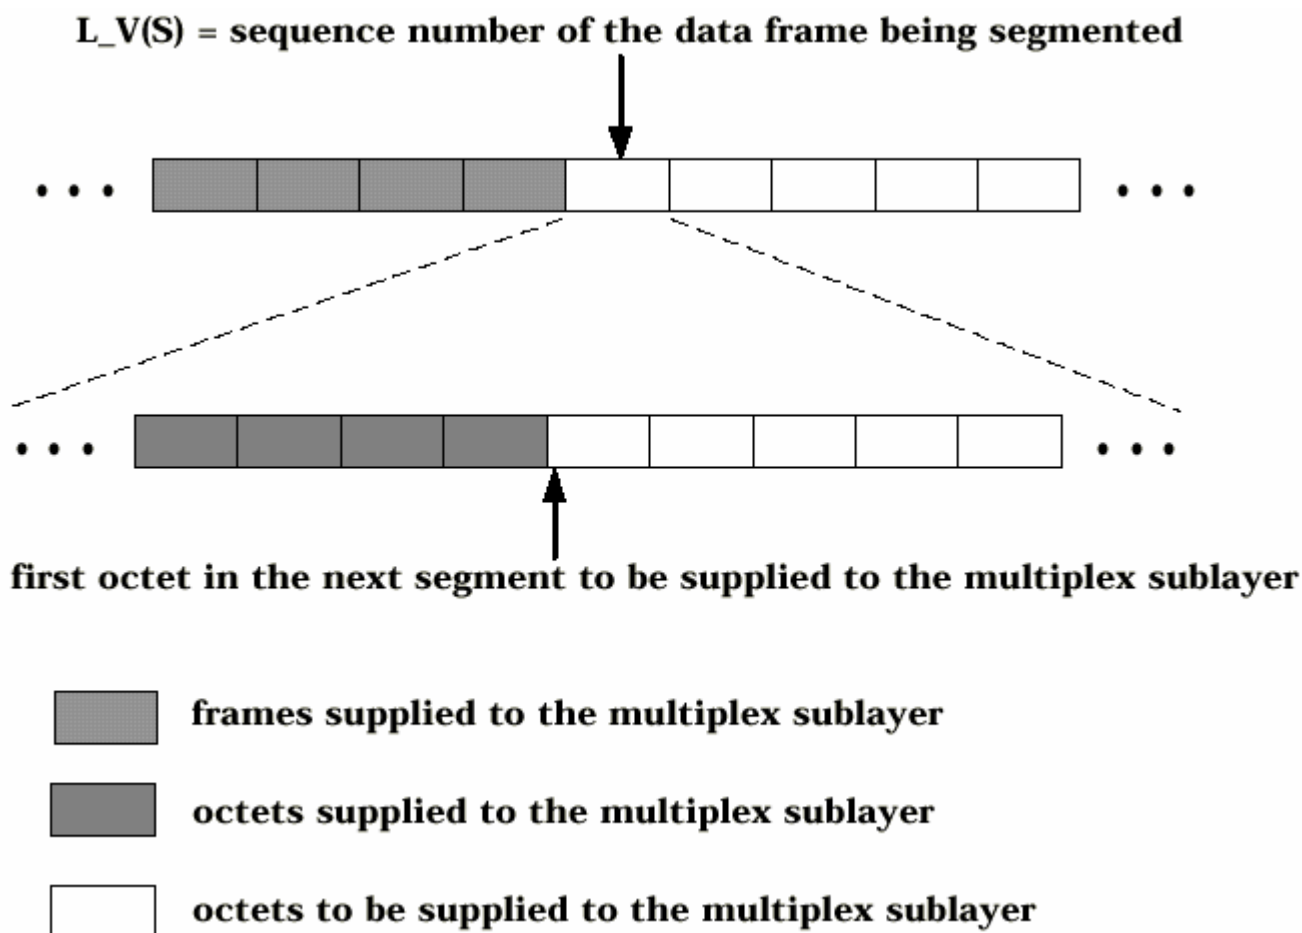 L_V(S) = sequence number of the data frame being segmented
first octet in the next segment to be supplied to the multiplex sublayer
frames supplied to the multiplex sublayer
octets supplied to the multiplex sublayer
octets to be supplied to the multiplex sublayer